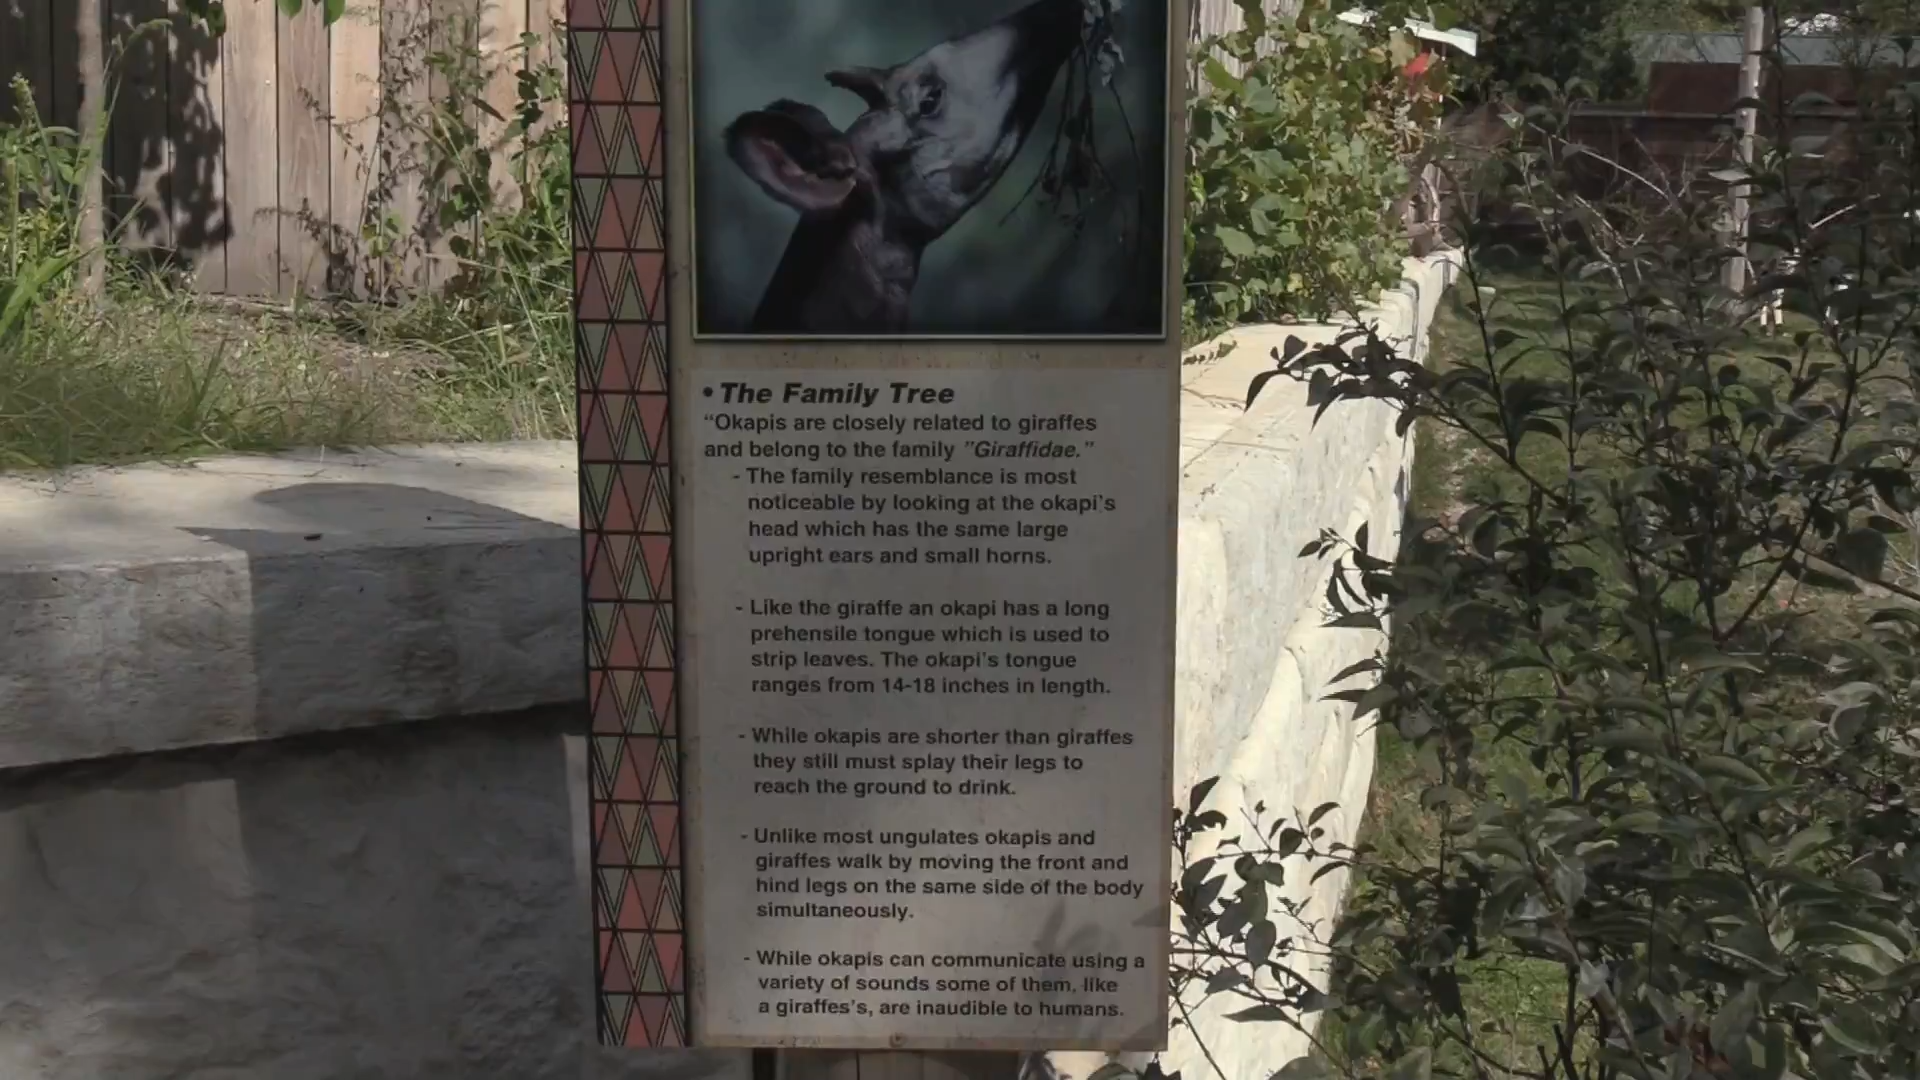 • The Family Tree
“Okapis are closely related to giraffes
and belong to the family ”Giraffidae.”
- The family resemblance is most
noticeable by looking at the okapi's
head which has the same large
upright ears and small horns.
- Like the giraffe an okapi has a long
prehensile tongue which is used to
strip leaves. The okapi's tongue
ranges from 14-18 inches in length.
- While okapis are shorter than giraffes
they still must splay their legs to
reach the ground to drink.
- Unlike most ungulates okapis and
giraffes walk by moving the front and
hind legs on the same side of the body
simultaneously.
- While okapis can communicate using a
variety of sounds some of them, like
a giraffes's, are inaudible to humans.